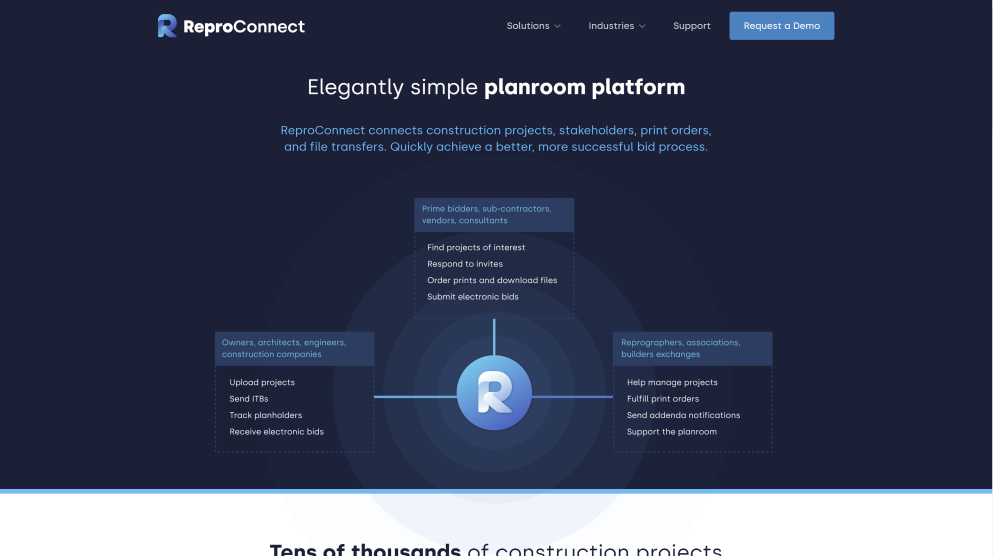 ReproConnect
Solutions
Industries
Support
Request a Demo
Elegantly simple planroom platform
ReproConnect connects construction projects, stakeholders, print orders,
and file transfers. Quickly achieve a better, more successful bid process.
Prime bidders, sub-contractors,
vendors, consultants
Find projects of interest
Respond to invites
Order prints and download files
Submit electronic bids
Owners, architects, engineers,
construction companies
Upload projects
Send ITBs
Track planholders
Receive electronic bids
Reprographers, associations,
builders exchanges
Help manage projects
Fulfill print orders
Send addenda notifications
Support the planroom
Tens of thousands of construction projects